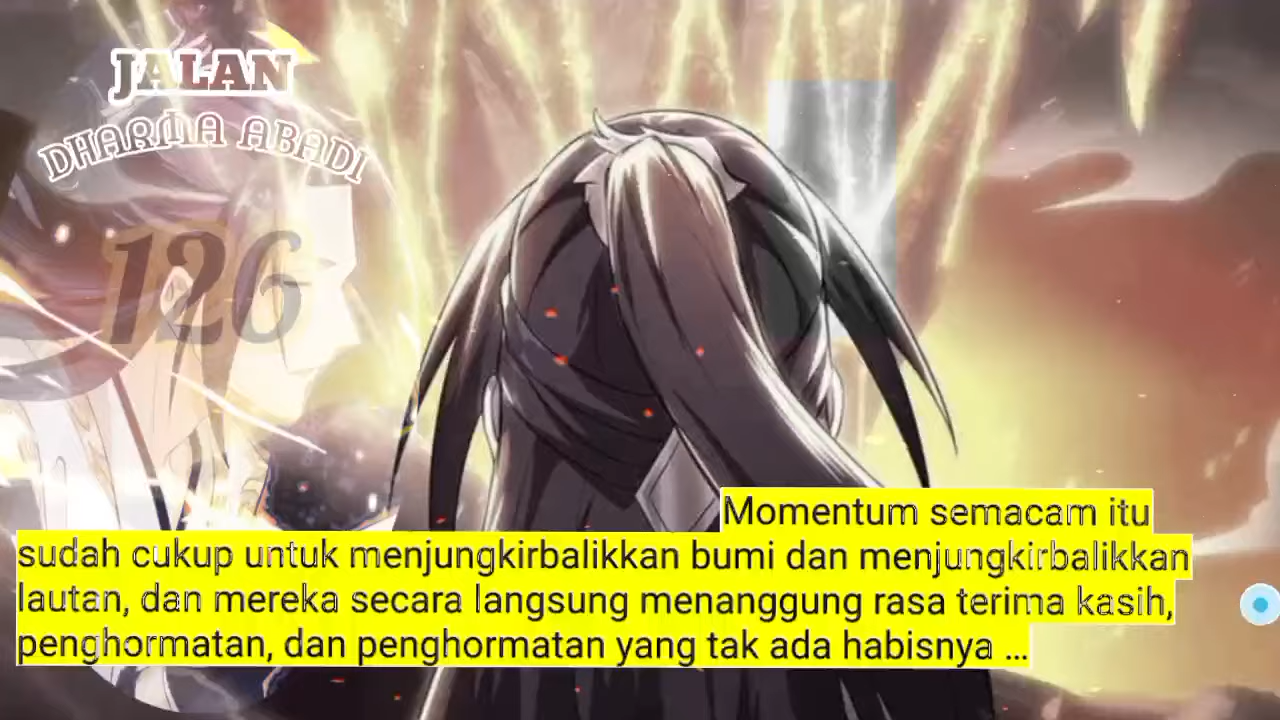 JALAN
DHARMA ABADI
126
Momentum semacam itu
sudah cukup untuk menjungkirbalikkan bumi dan menjungkirbalikkan
lautan, dan mereka secara langsung menanggung rasa terima kasih,
penghormatan, dan penghormatan yang tak ada habisnya ...